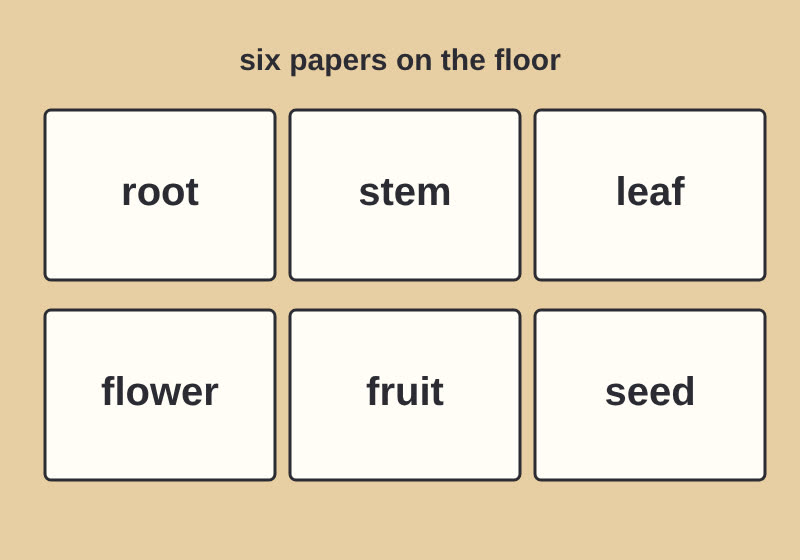 six papers on the floor
root stem leaf
flower fruit seed